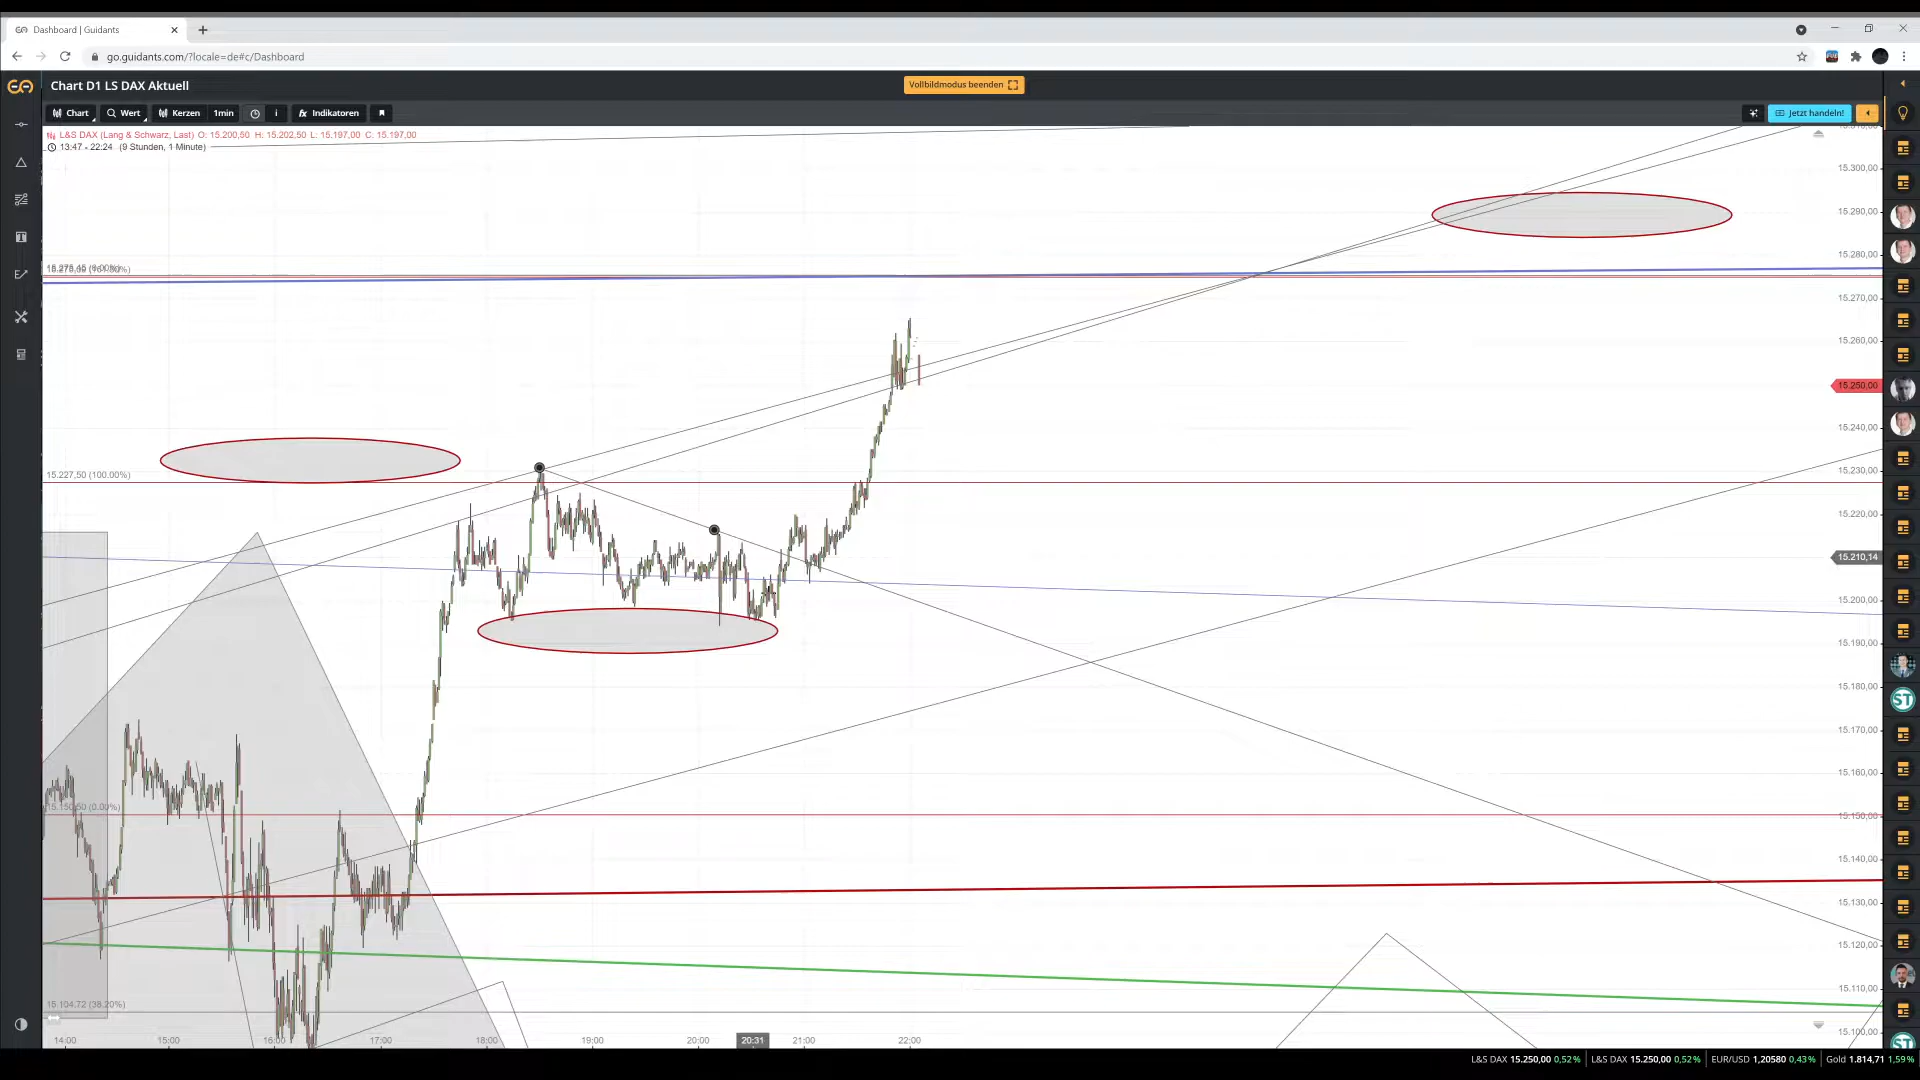 Dashboard | Guidants
go.guidants.com/?locale=de#c/Dashboard
Chart D1 LS DAX Aktuell
Vollbildmodus beenden
Chart Wert Kerzen 1min i fx Indikatoren
Jetzt handeln!
L&S DAX (Lang & Schwarz, Last) O: 15.200,50 H: 15.202,50 L: 15.197,00 C: 15.197,00
13:47 - 22:24 (9 Stunden, 1 Minute)
15.300,00
15.290,00
15.280,00
15.270,00
15.260,00
15.250,00
15.240,00
15.227,50 (100.00%)
15.230,00
15.220,00
15.210,14
15.200,00
15.190,00
15.180,00
15.170,00
15.160,00
15.150,50 (0.00%)
15.150,00
15.140,00
15.130,00
15.120,00
15.110,00
15.104,72 (38.20%)
15.100,00
14:00 15:00 16:00 17:00 18:00 19:00 20:00 20:31 21:00 22:00
ST
ST
L&S DAX 15.250,00 0,52% L&S DAX 15.250,00 0,52% EUR/USD 1,20580 0,43% Gold 1.814,71 1,59%